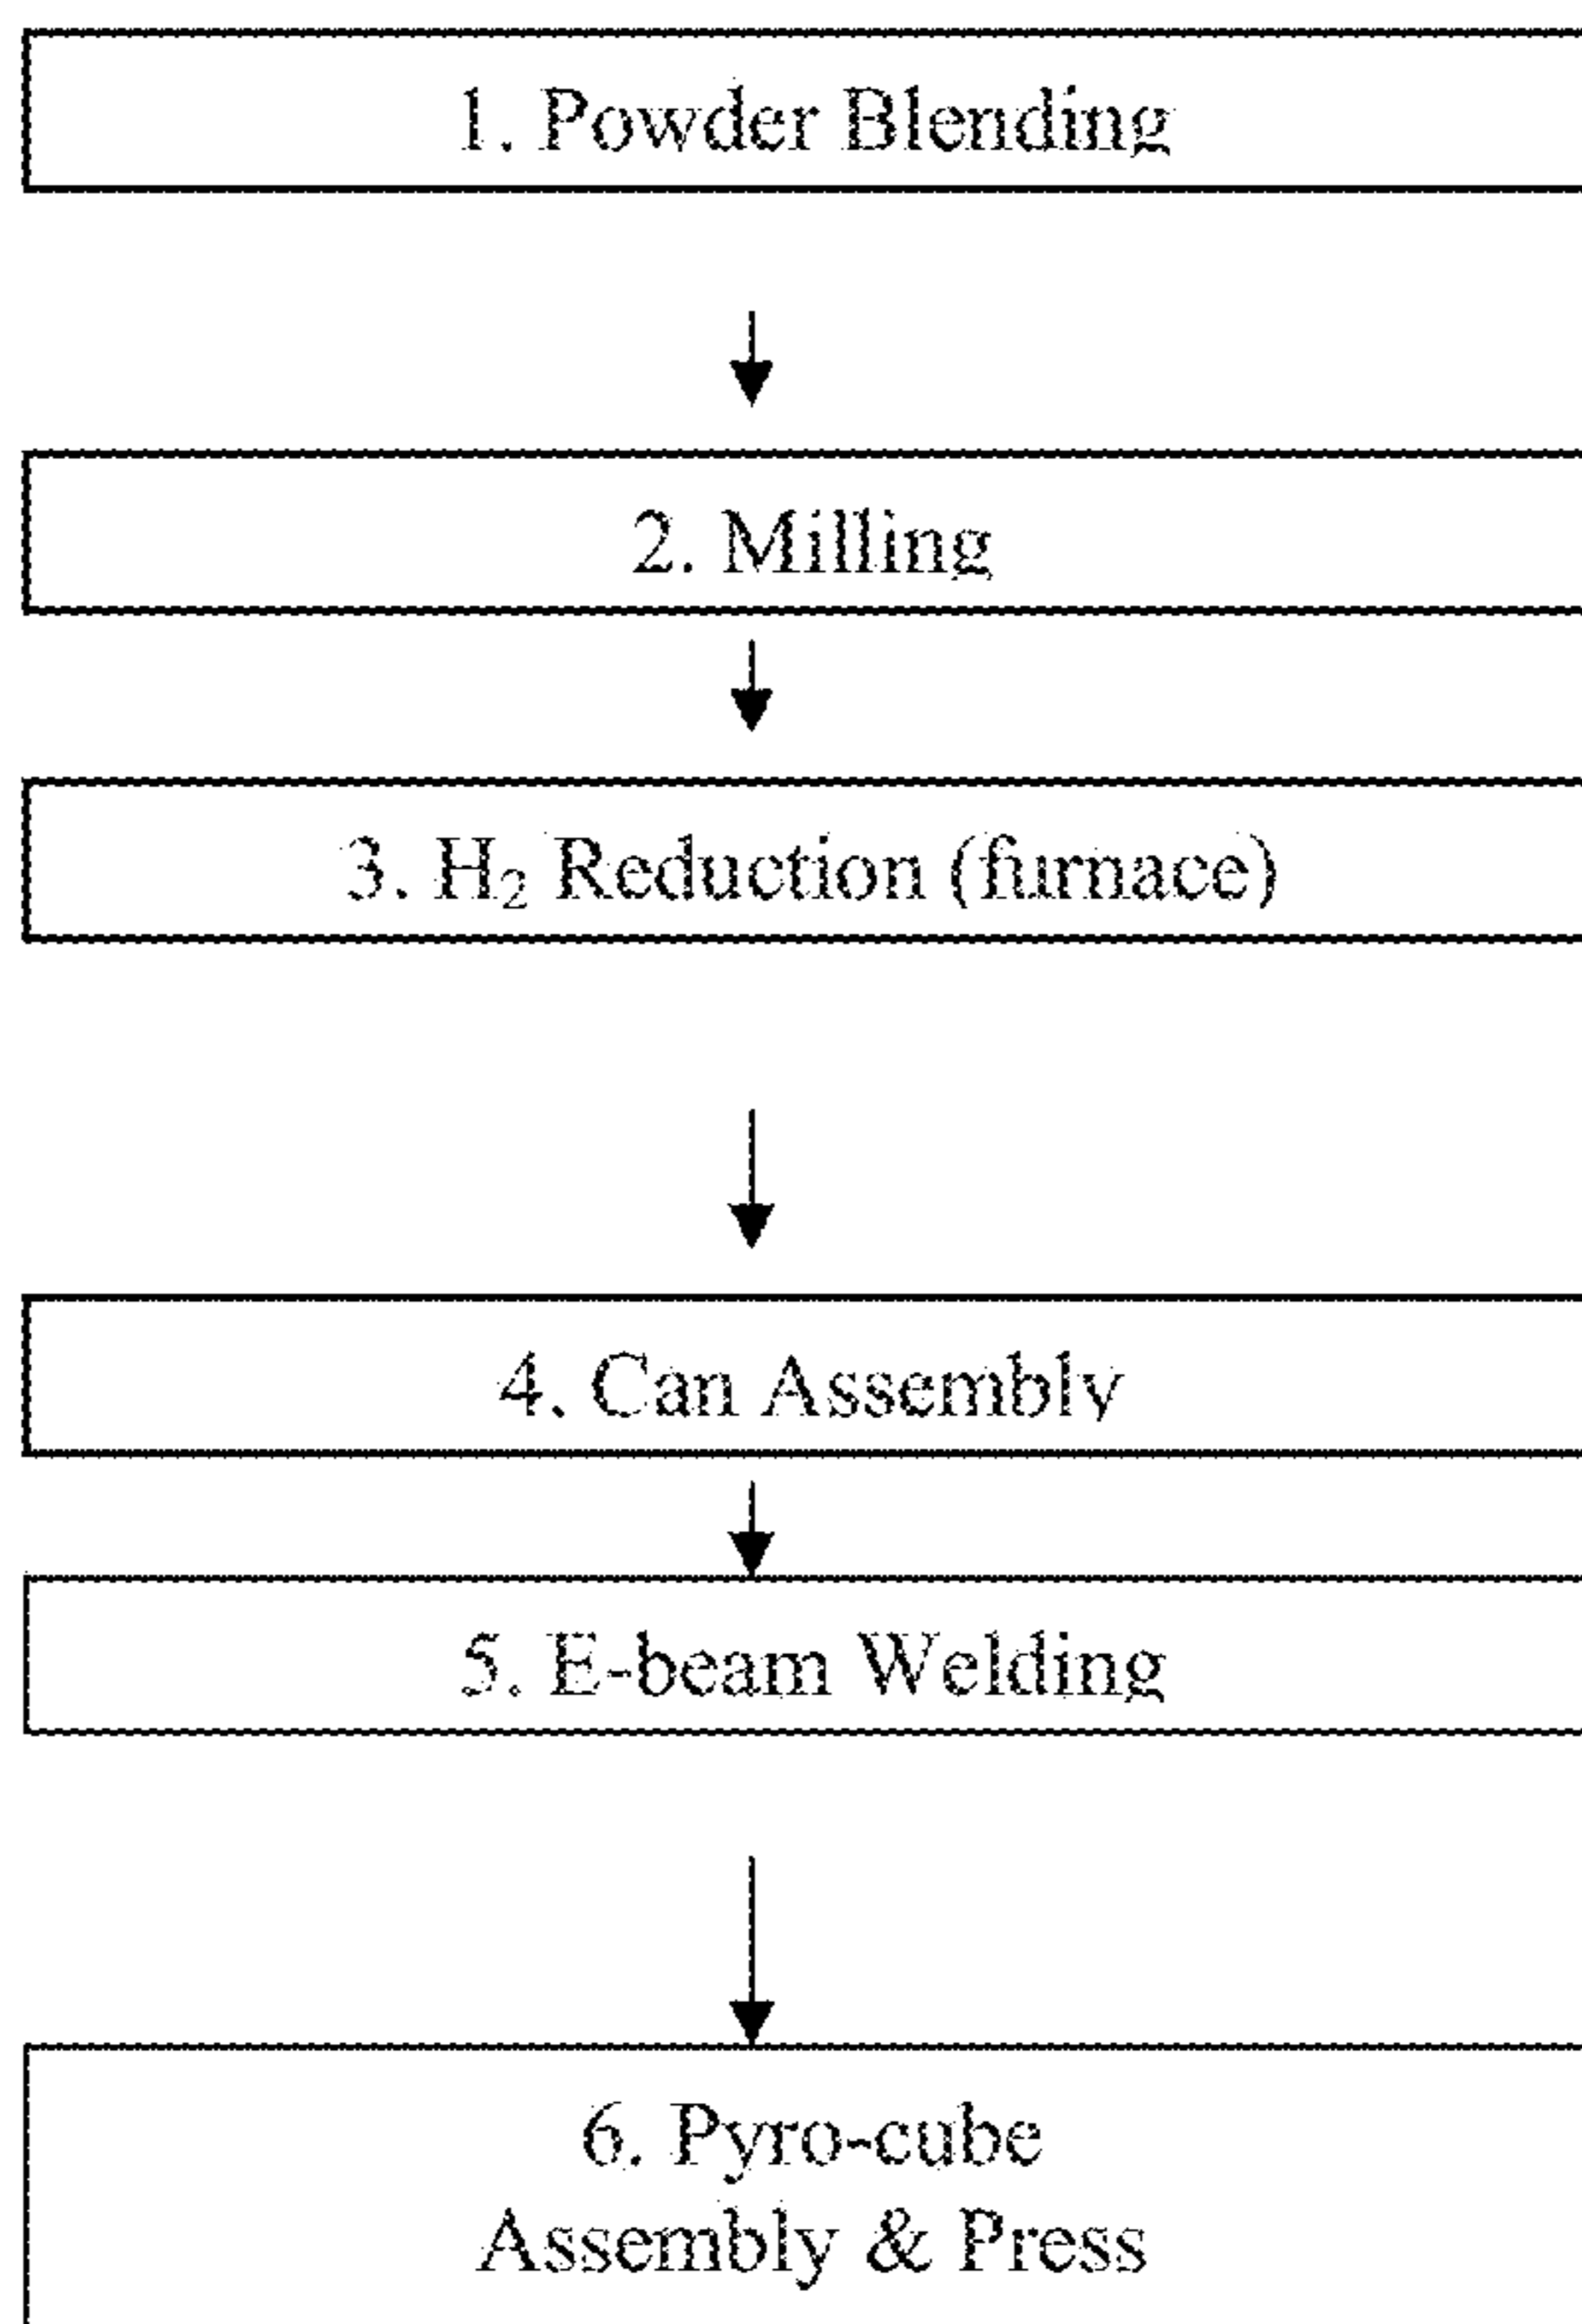 1. Powder Blending
2. Milling
3. H₂ Reduction (furnace)
4. Can Assembly
5. E-beam Welding
6. Pyro-cube
Assembly & Press